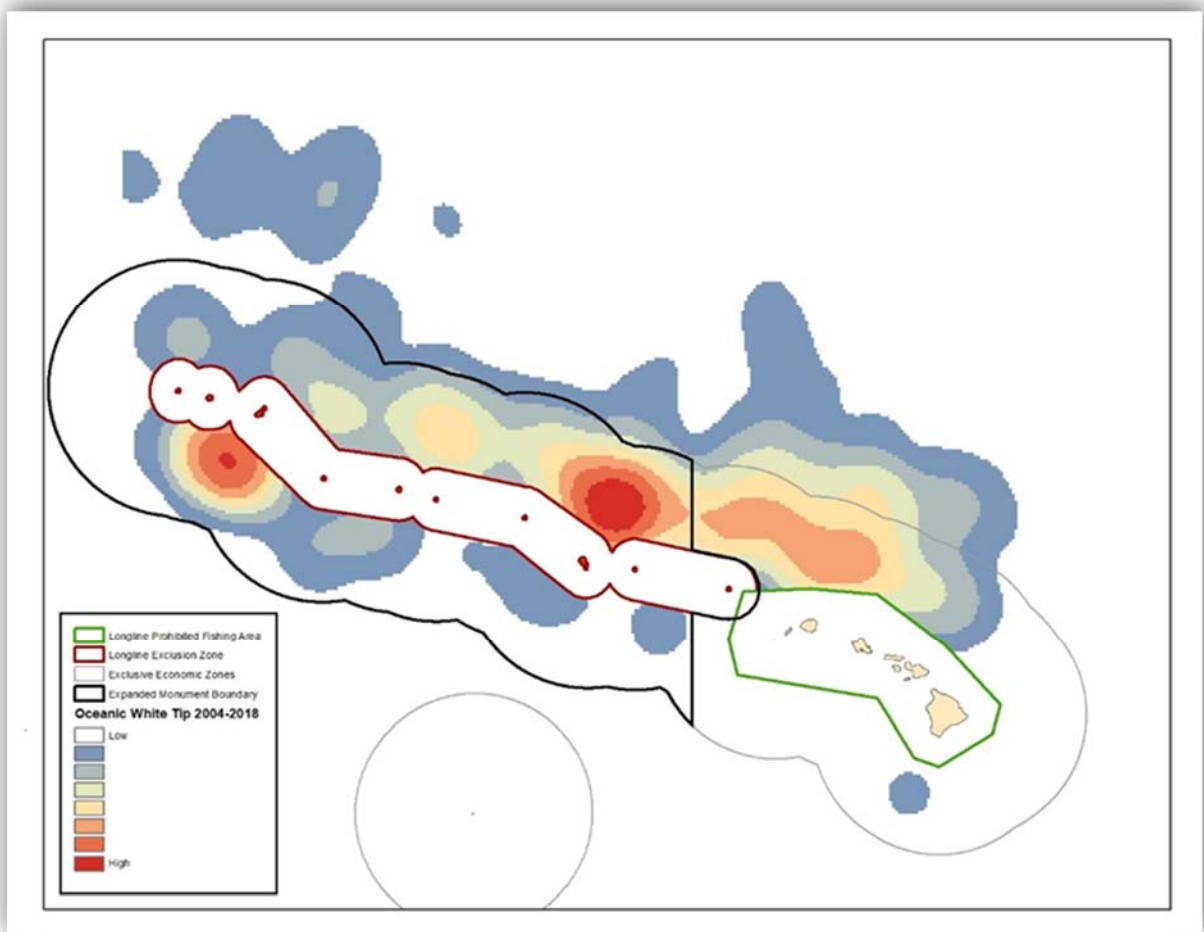 Longline Prohibited Fishing Area
Longline Exclusion Zone
Exclusive Economic Zones
Expanded Monument Boundary
Oceanic White Tip 2004-2018
Low
High